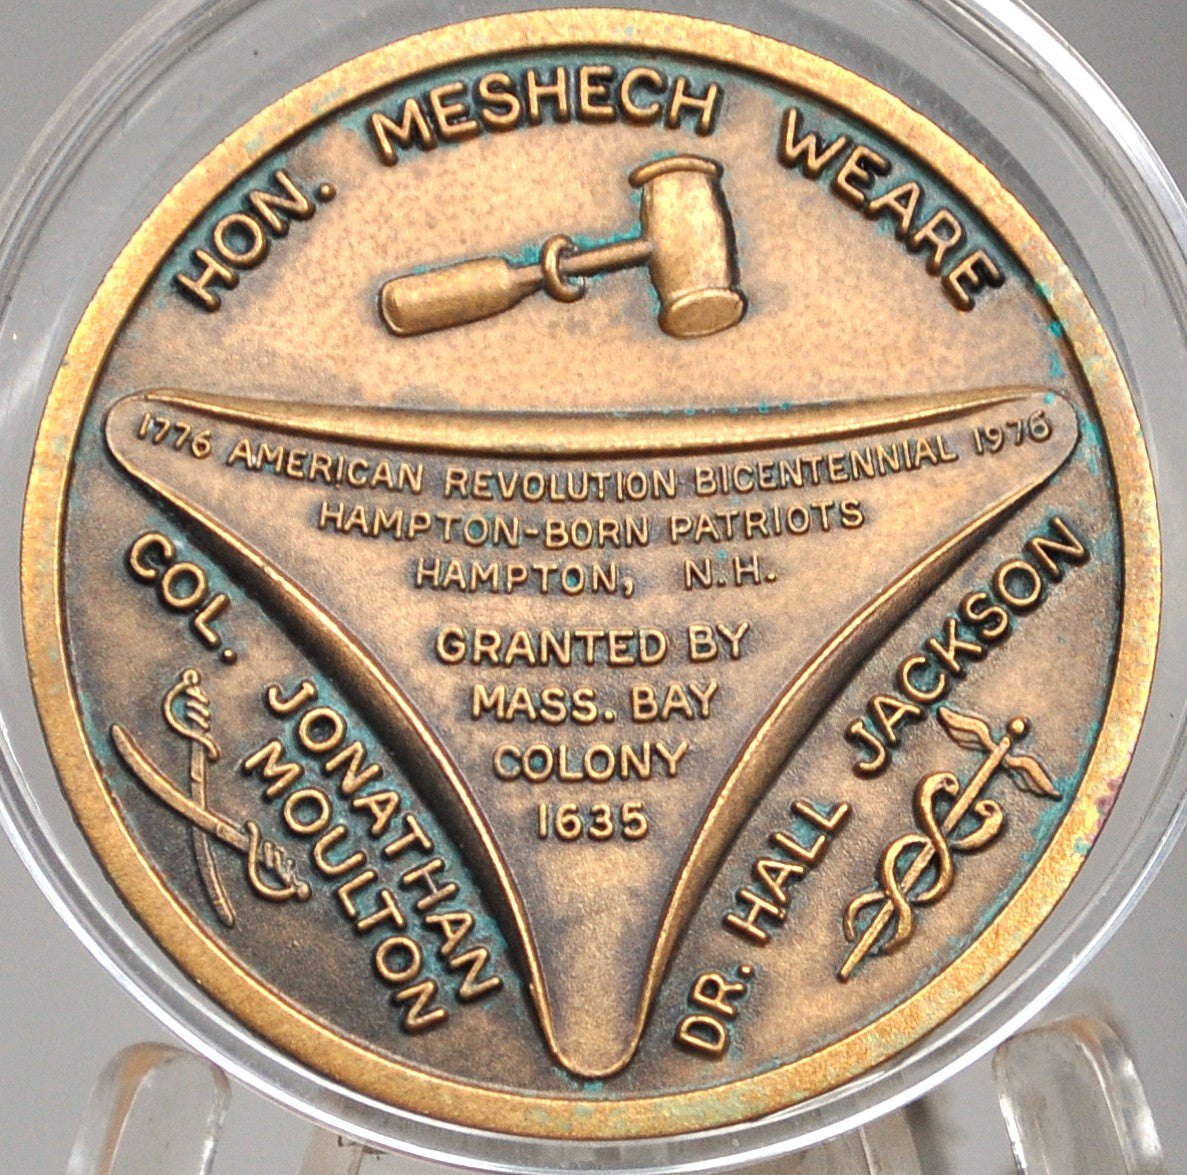 HON. MESHECH WEARE
1776 AMERICAN REVOLUTION BICENTENNIAL 1976
HAMPTON-BORN PATRIOTS
HAMPTON, N.H.
GRANTED BY
MASS. BAY
COLONY
1635
COL. JONATHAN
MOULTON
DR. HALL JACKSON